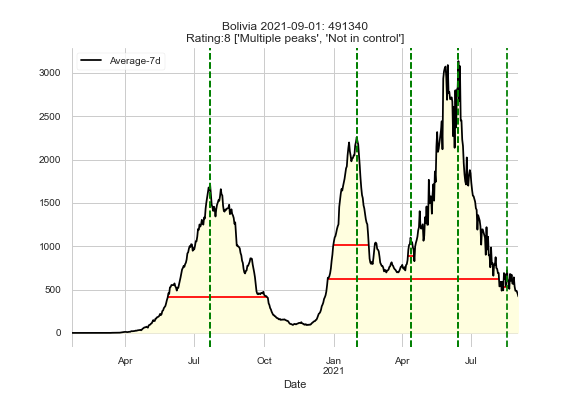 Bolivia 2021-09-01: 491340
Rating:8 ['Multiple peaks', 'Not in control']
Average-7d
3000
2500
2000
1500
1000
500
0
Apr Jul Oct Jan Apr Jul
2021
Date